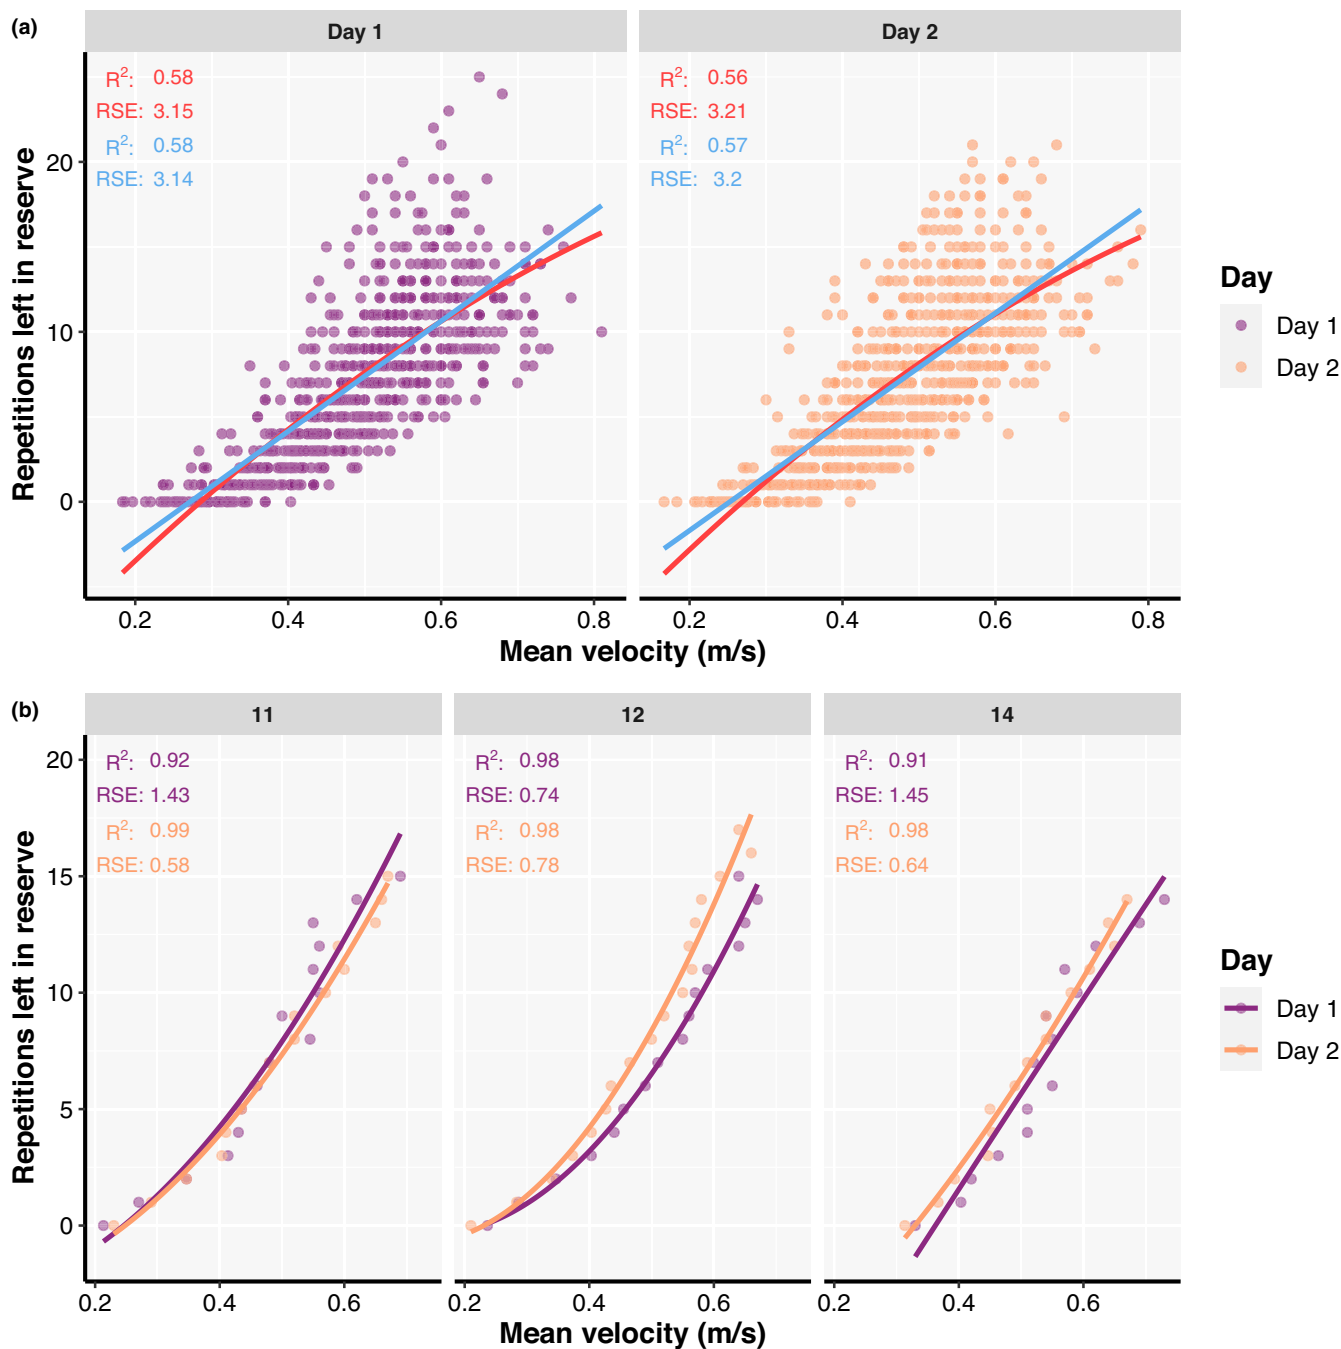 (a)
Day 1
Day 2
R²: 0.58
RSE: 3.15
R²: 0.58
RSE: 3.14
R²: 0.56
RSE: 3.21
R²: 0.57
RSE: 3.2
Repetitions left in reserve
20
10
0
0.2 0.4 0.6 0.8
0.2 0.4 0.6 0.8
Mean velocity (m/s)
Day
Day 1
Day 2
(b)
11
12
14
R²: 0.92
RSE: 1.43
R²: 0.99
RSE: 0.58
R²: 0.98
RSE: 0.74
R²: 0.98
RSE: 0.78
R²: 0.91
RSE: 1.45
R²: 0.98
RSE: 0.64
Repetitions left in reserve
20
15
10
5
0
0.2 0.4 0.6
0.2 0.4 0.6
0.2 0.4 0.6
Mean velocity (m/s)
Day
Day 1
Day 2